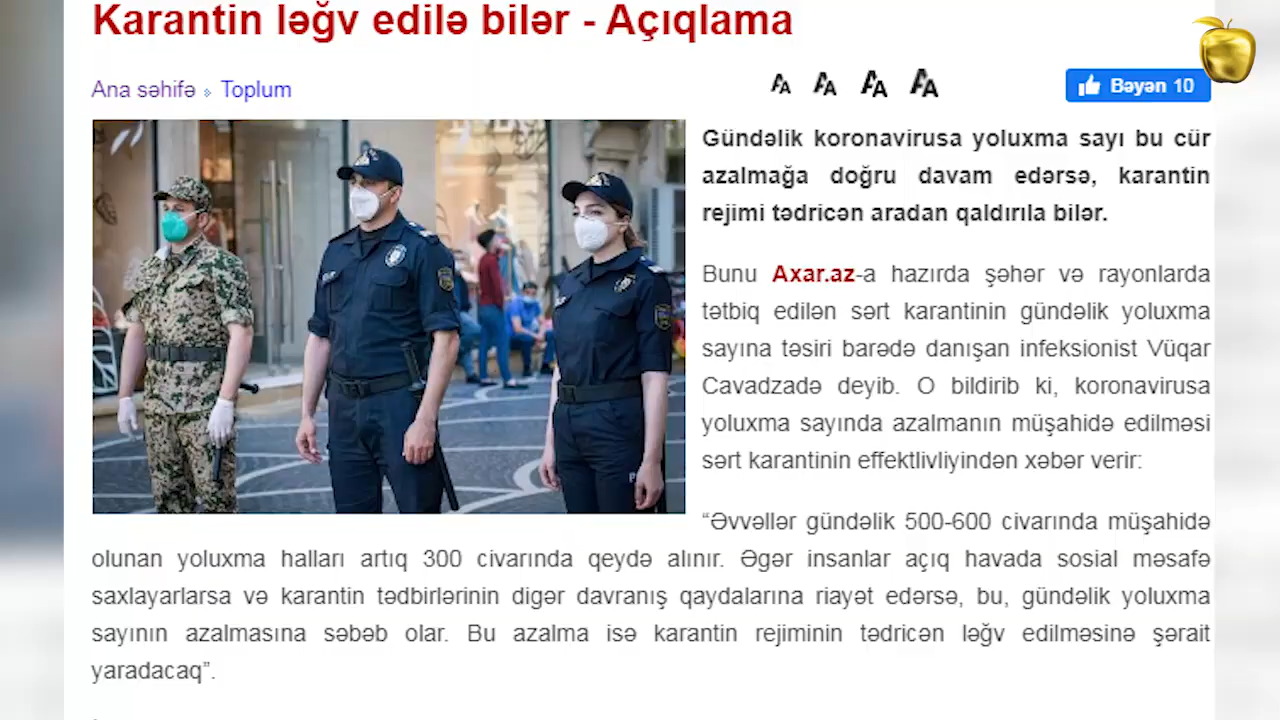 Karantin ləğv edilə bilər - Açıqlama
Ana səhifə Toplum
A A A A
Bəyən 10
Gündəlik koronavirusa yoluxma sayı bu cür
azalmağa doğru davam edərsə, karantin
rejimi tədricən aradan qaldırıla bilər.
Bunu Axar.az-a hazırda şəhər və rayonlarda
tətbiq edilən sərt karantinin gündəlik yoluxma
sayına təsiri barədə danışan infeksionist Vüqar
Cavadzadə deyib. O bildirib ki, koronavirusa
yoluxma sayında azalmanın müşahidə edilməsi
sərt karantinin effektivliyindən xəbər verir:
“Əvvəllər gündəlik 500-600 civarında müşahidə
olunan yoluxma halları artıq 300 civarında qeydə alınır. Əgər insanlar açıq havada sosial məsafə
saxlayarlarsa və karantin tədbirlərinin digər davranış qaydalarına riayət edərsə, bu, gündəlik yoluxma
sayının azalmasına səbəb olar. Bu azalma isə karantin rejiminin tədricən ləğv edilməsinə şərait
yaradacaq”.